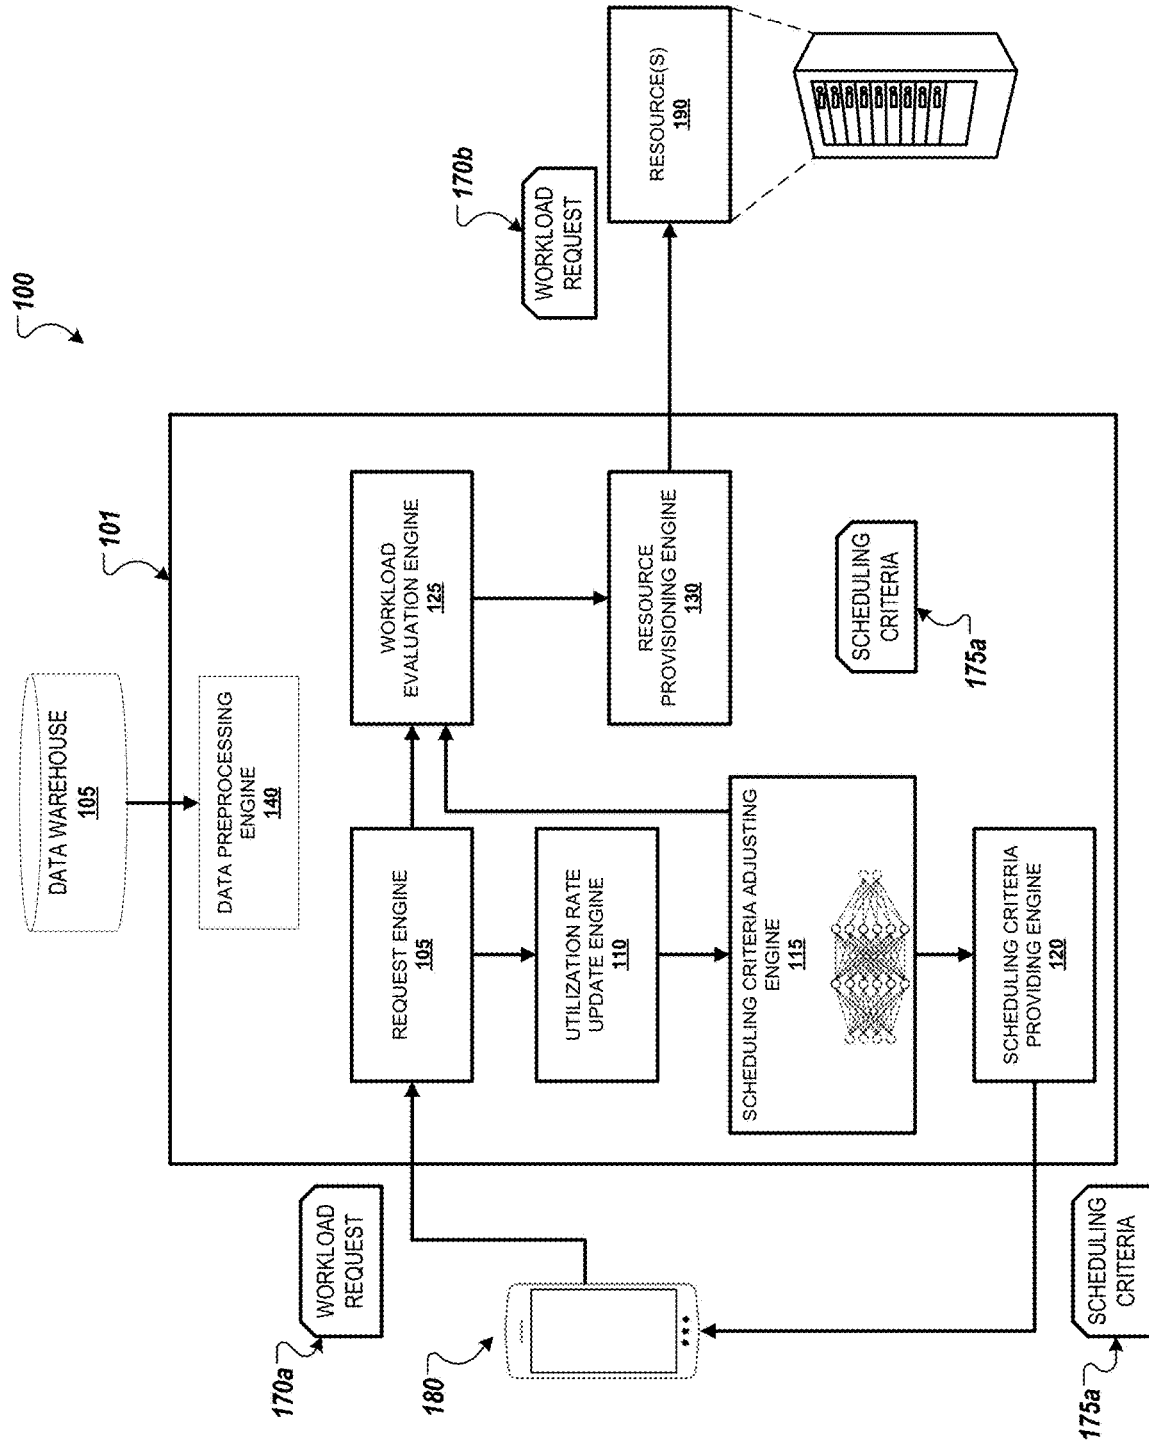 100
DATA WAREHOUSE
105
101
DATA PREPROCESSING
ENGINE
140
170a
WORKLOAD
REQUEST
REQUEST ENGINE
105
WORKLOAD
EVALUATION ENGINE
125
170b
WORKLOAD
REQUEST
180
UTILIZATION RATE
UPDATE ENGINE
110
RESOURCE
PROVISIONING ENGINE
130
RESOURCE(S)
190
SCHEDULING CRITERIA ADJUSTING
ENGINE
115
SCHEDULING
CRITERIA
175a
SCHEDULING CRITERIA
PROVIDING ENGINE
120
SCHEDULING
CRITERIA
175a